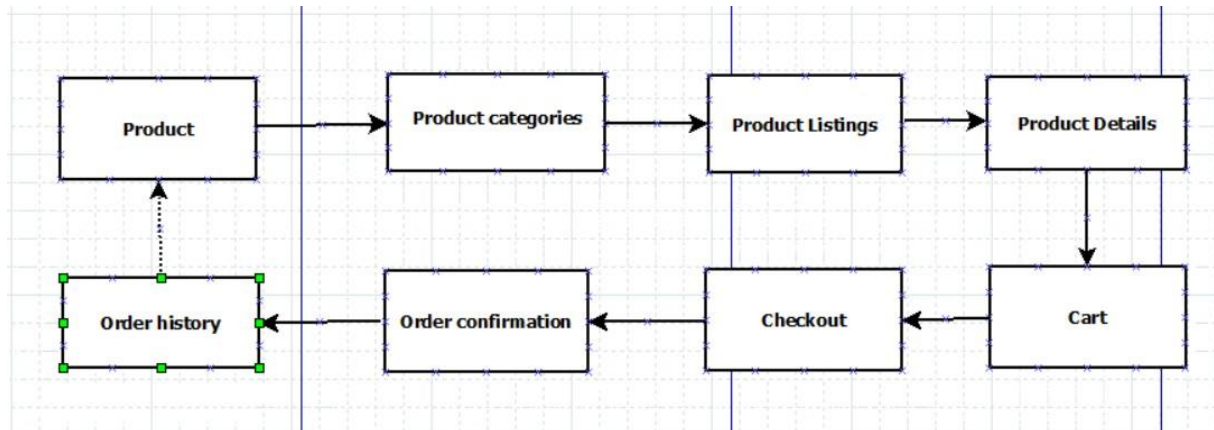 Product
Product categories
Product Listings
Product Details
Order history
Order confirmation
Checkout
Cart